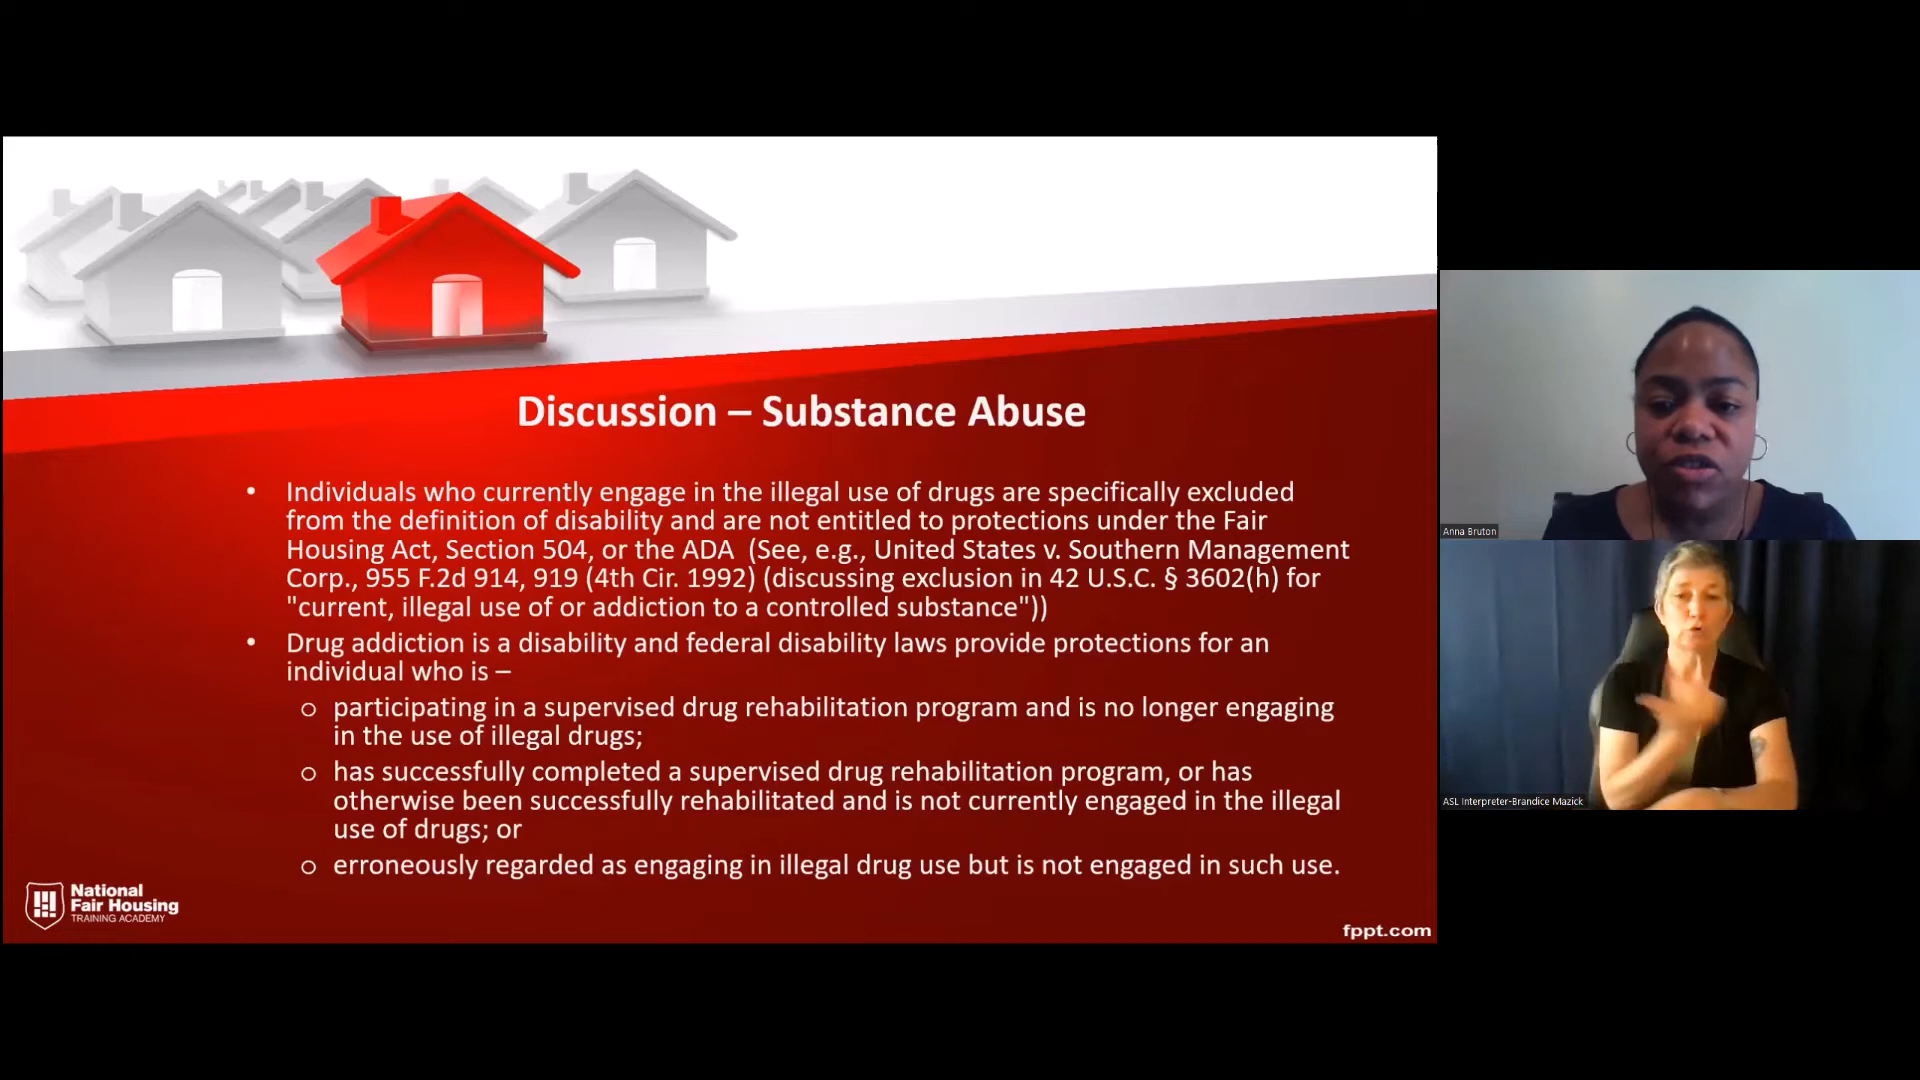 Discussion – Substance Abuse
• Individuals who currently engage in the illegal use of drugs are specifically excluded
from the definition of disability and are not entitled to protections under the Fair
Housing Act, Section 504, or the ADA  (See, e.g., United States v. Southern Management
Corp., 955 F.2d 914, 919 (4th Cir. 1992) (discussing exclusion in 42 U.S.C. § 3602(h) for
"current, illegal use of or addiction to a controlled substance"))
• Drug addiction is a disability and federal disability laws provide protections for an
individual who is –
o participating in a supervised drug rehabilitation program and is no longer engaging
in the use of illegal drugs;
o has successfully completed a supervised drug rehabilitation program, or has
otherwise been successfully rehabilitated and is not currently engaged in the illegal
use of drugs; or
o erroneously regarded as engaging in illegal drug use but is not engaged in such use.
National
Fair Housing
TRAINING ACADEMY
fppt.com
Anna Bruton
ASL Interpreter-Brandice Mazick